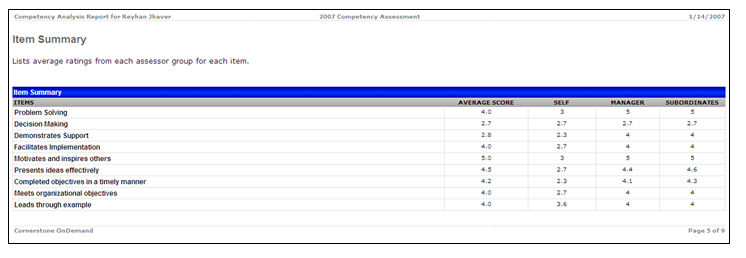 Competency Analysis Report for Reyhan Jhaver 2007 Competency Assessment 1/14/2007
Item Summary
Lists average ratings from each assessor group for each item.
Item Summary
ITEMS AVERAGE SCORE SELF MANAGER SUBORDINATES
Problem Solving 4.0 3 5 5
Decision Making 2.7 2.7 2.7 2.7
Demonstrates Support 2.8 2.3 4 4
Facilitates Implementation 4.0 2.7 4 4
Motivates and inspires others 5.0 3 5 5
Presents ideas effectively 4.5 2.7 4.4 4.6
Completed objectives in a timely manner 4.2 2.3 4.1 4.3
Meets organizational objectives 4.0 2.7 4 4
Leads through example 4.0 3.6 4 4
Cornerstone OnDemand Page 5 of 9